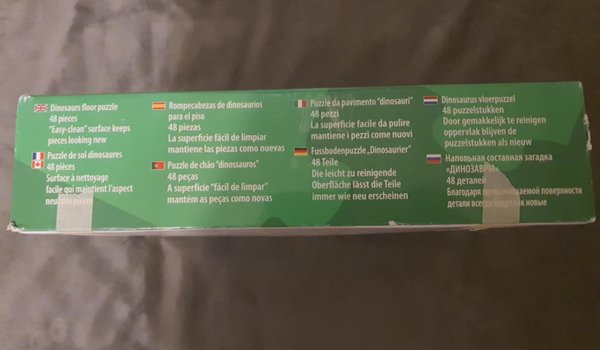 Dinosaurs floor puzzle
48 pieces
"Easy-clean" surface keeps
pieces looking new
Puzzle de sol dinosaures
48 pièces
Surface à nettoyage
facile qui maintient l'aspect
neuf des pièces
Rompecabezas de dinosaurios
para el piso
48 piezas
La superficie fácil de limpiar
mantiene las piezas como nuevas
Puzzle de chão "dinossauros"
48 peças
A superfície "fácil de limpar"
mantém as peças como novas
Puzzle da pavimento "dinosauri"
48 pezzi
La superficie facile da pulire
mantiene i pezzi come nuovi
Fussbodenpuzzle „Dinosaurier"
48 Teile
Die leicht zu reinigende
Oberfläche lässt die Teile
immer wie neu erscheinen
Dinosaurus vloerpuzzel
48 puzzelstukken
Door gemakkelijk te reinigen
oppervlak blijven de
puzzelstukken als nieuw
Напольная составная загадка
«ДИНОЗАВРЫ»
48 деталей
Благодаря легко очищаемой поверхности
детали всегда будут как новые